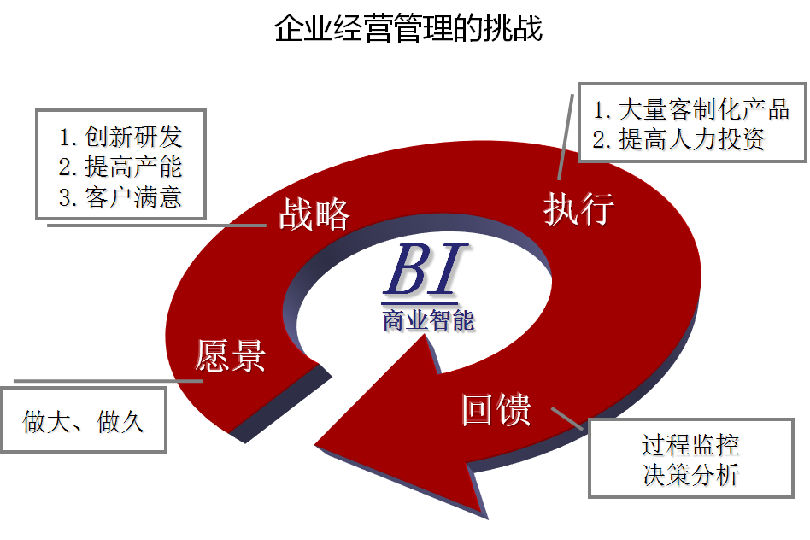 企业经营管理的挑战
1. 创新研发
2. 提高产能
3. 客户满意
1. 大量客制化产品
2. 提高人力投资
战略
执行
BI
商业智能
愿景
回馈
做大、做久
过程监控
决策分析